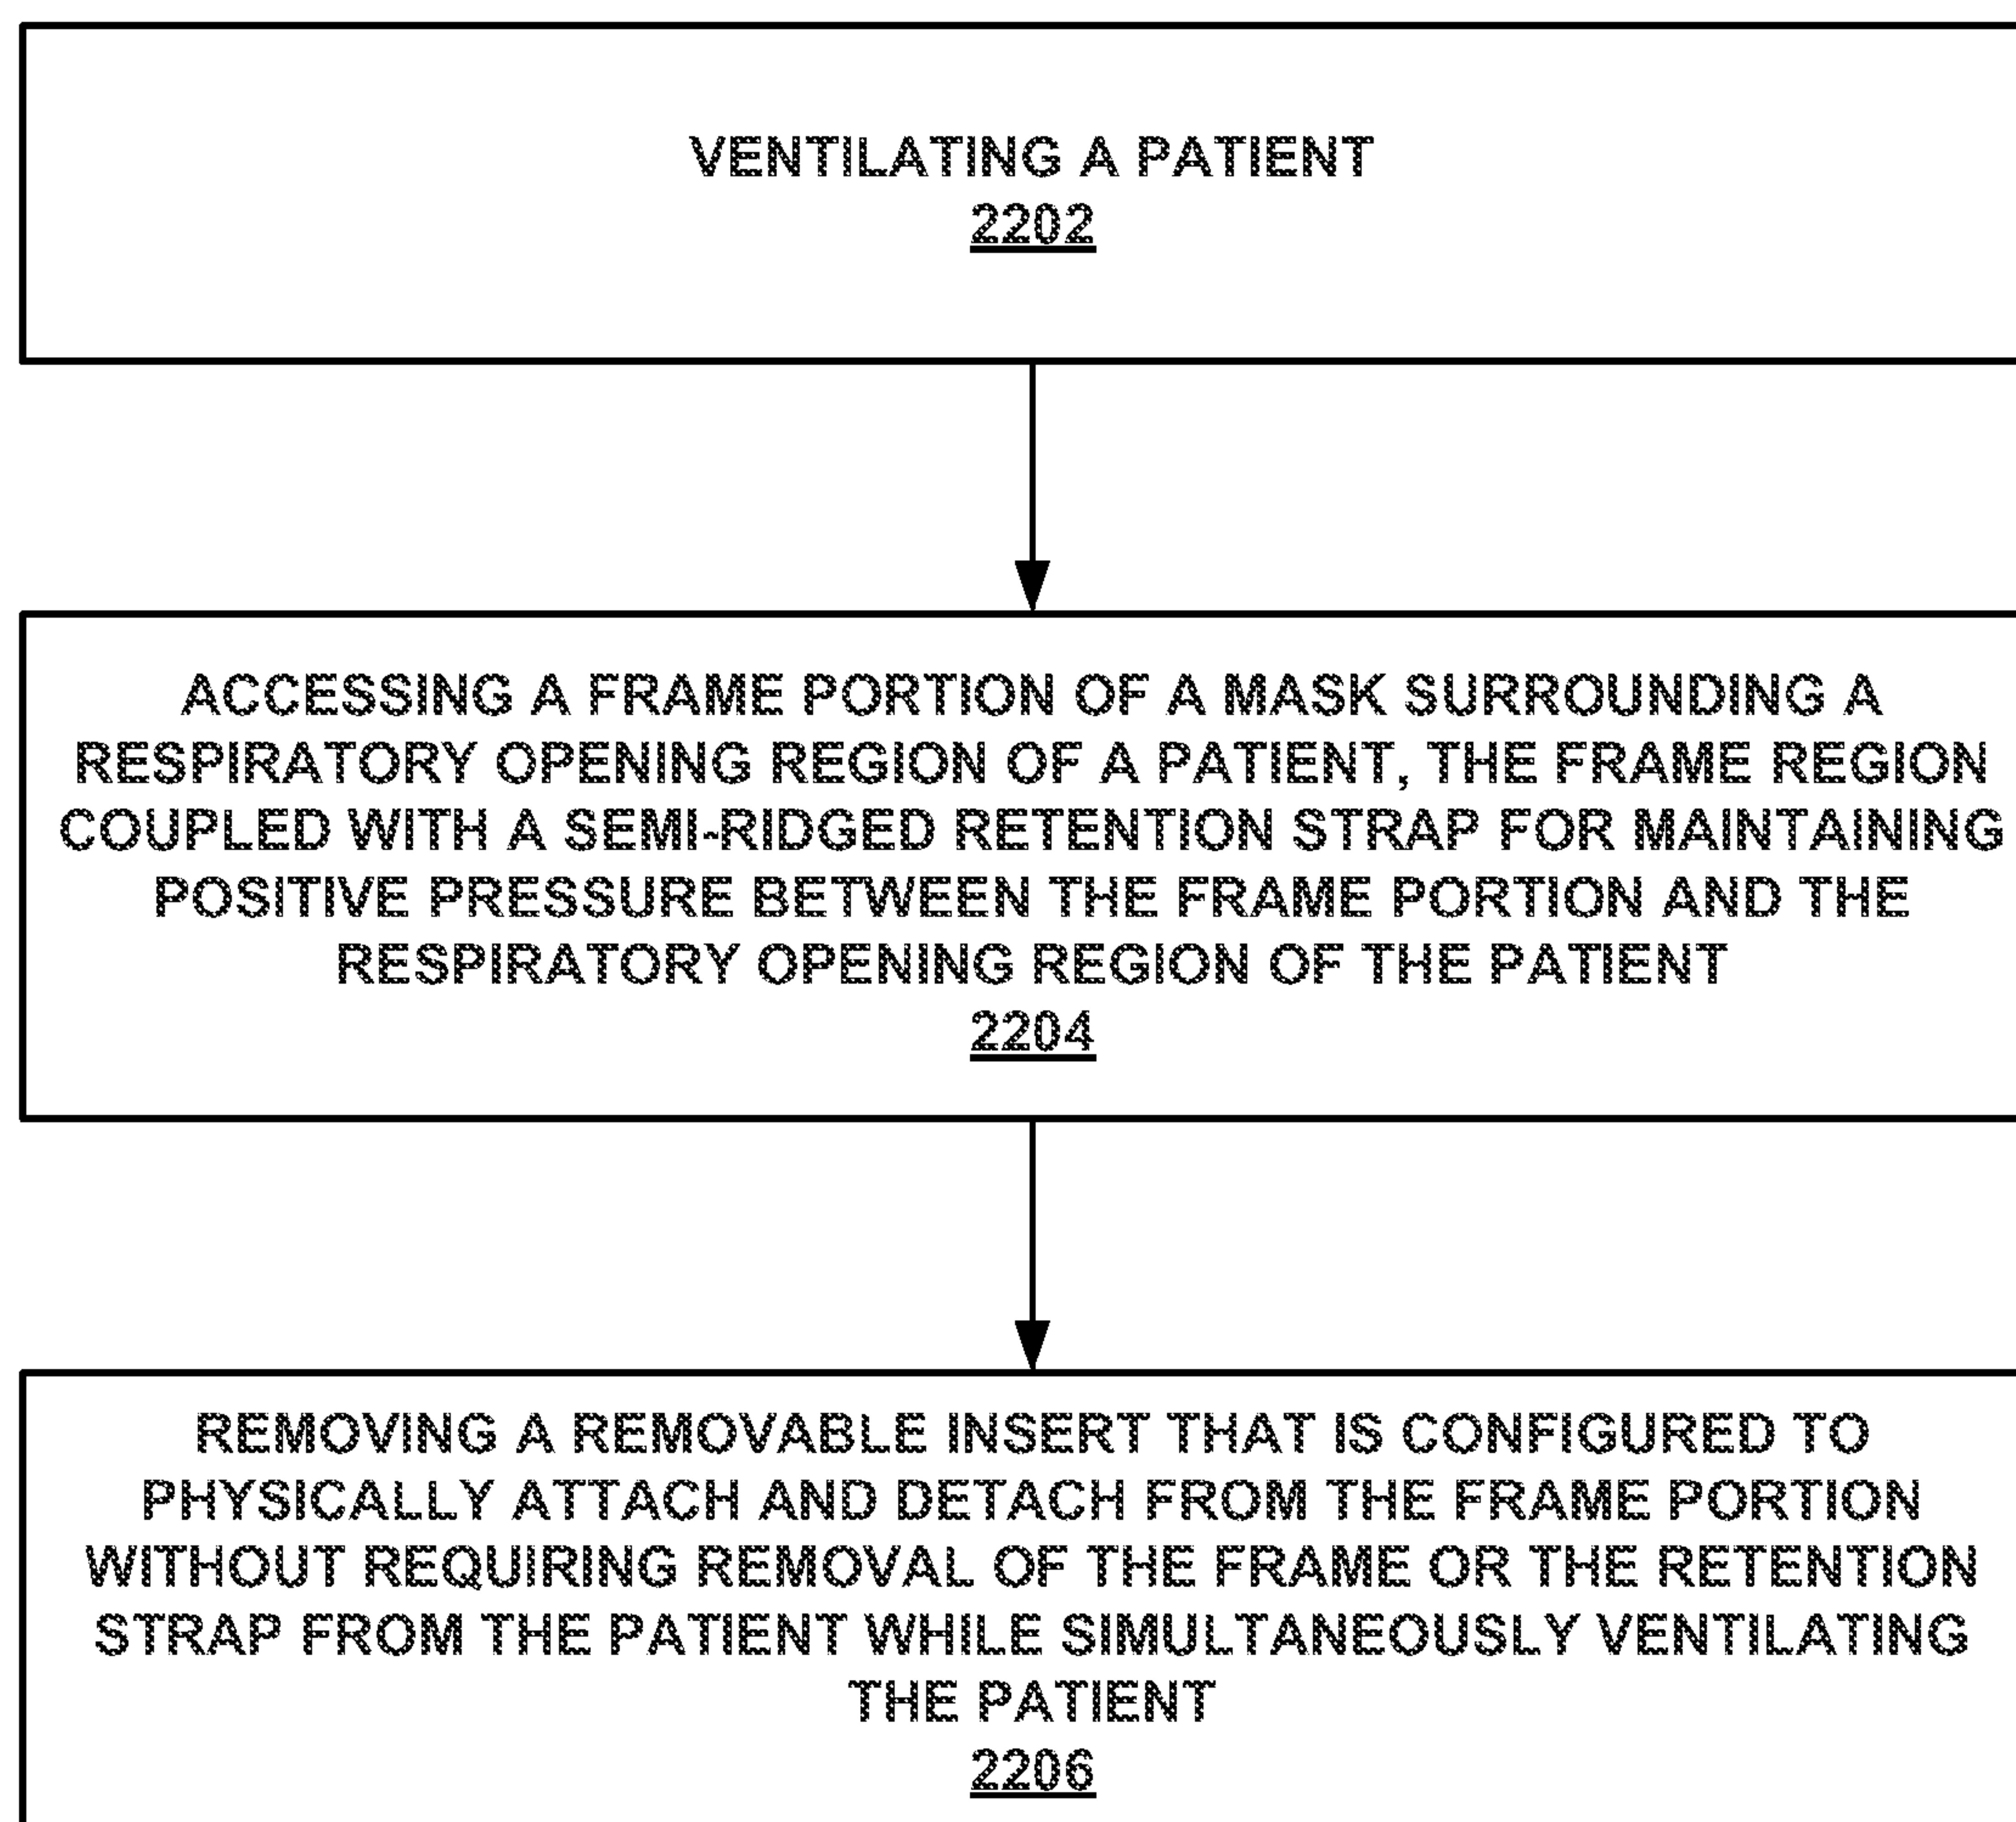 VENTILATING A PATIENT
2202
ACCESSING A FRAME PORTION OF A MASK SURROUNDING A
RESPIRATORY OPENING REGION OF A PATIENT, THE FRAME REGION
COUPLED WITH A SEMI-RIDGED RETENTION STRAP FOR MAINTAINING
POSITIVE PRESSURE BETWEEN THE FRAME PORTION AND THE
RESPIRATORY OPENING REGION OF THE PATIENT
2204
REMOVING A REMOVABLE INSERT THAT IS CONFIGURED TO
PHYSICALLY ATTACH AND DETACH FROM THE FRAME PORTION
WITHOUT REQUIRING REMOVAL OF THE FRAME OR THE RETENTION
STRAP FROM THE PATIENT WHILE SIMULTANEOUSLY VENTILATING
THE PATIENT
2206